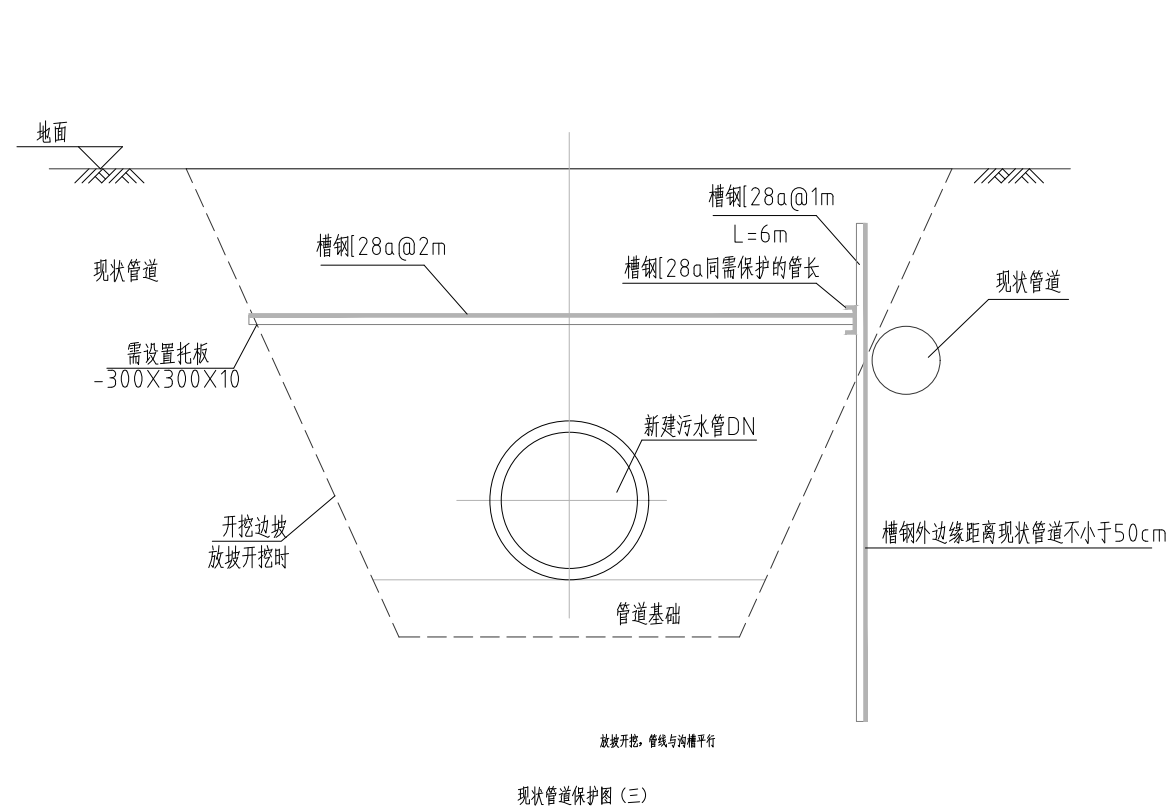 地面
槽钢[28a@1m
L=6m
槽钢[28a@2m
槽钢[28a同需保护的管长
现状管道
现状管道
需设置托板
-300X300X10
新建污水管DN
开挖边坡
放坡开挖时
槽钢外边缘距离现状管道不小于50cm
管道基础
放坡开挖，管线与沟槽平行
现状管道保护图（三）